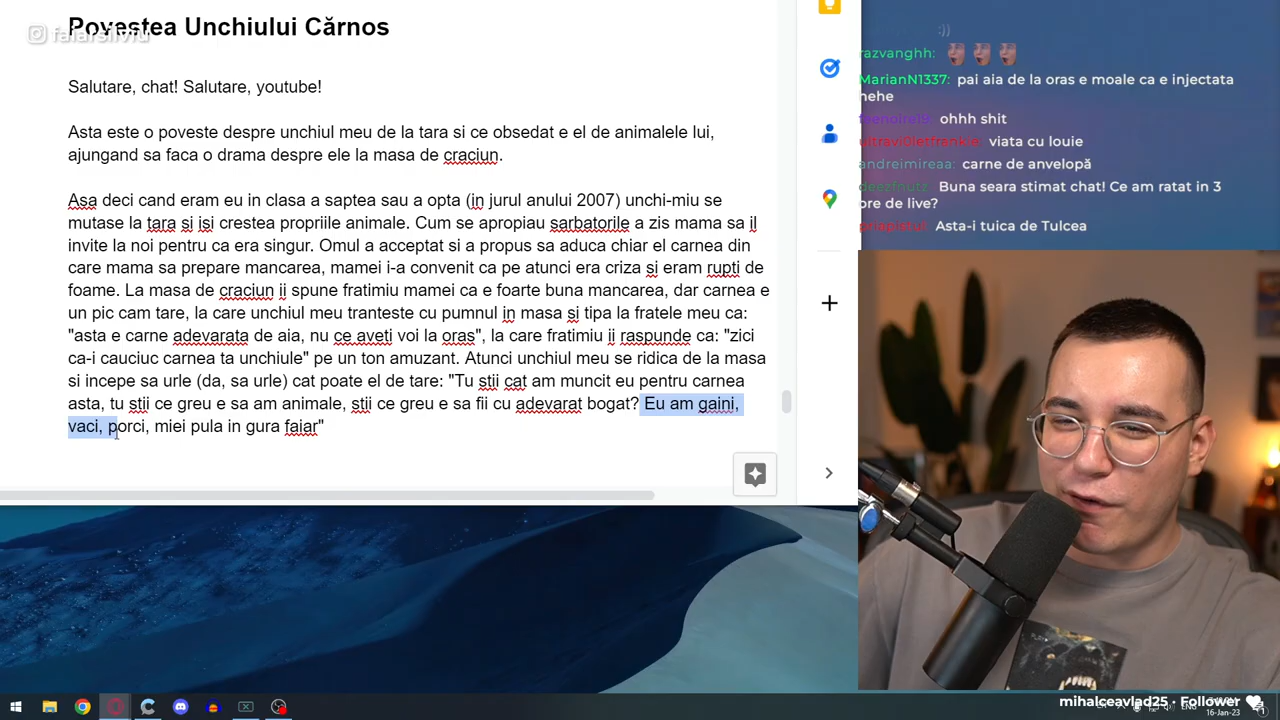 Povestea Unchiului Cărnos
faiarsilviu
Salutare, chat! Salutare, youtube!
Asta este o poveste despre unchiul meu de la tara si ce obsedat e el de animalele lui,
ajungand sa faca o drama despre ele la masa de craciun.
Asa deci cand eram eu in clasa a saptea sau a opta (in jurul anului 2007) unchi-miu se
mutase la tara si isi crestea propriile animale. Cum se apropiau sarbatorile a zis mama sa il
invite la noi pentru ca era singur. Omul a acceptat si a propus sa aduca chiar el carnea din
care mama sa prepare mancarea, mamei i-a convenit ca pe atunci era criza si eram rupti de
foame. La masa de craciun ii spune fratimiu mamei ca e foarte buna mancarea, dar carnea e
un pic cam tare, la care unchiul meu tranteste cu pumnul in masa si tipa la fratele meu ca:
"asta e carne adevarata de aia, nu ce aveti voi la oras", la care fratimiu ii raspunde ca: "zici
ca-i cauciuc carnea ta unchiule" pe un ton amuzant. Atunci unchiul meu se ridica de la masa
si incepe sa urle (da, sa urle) cat poate el de tare: "Tu stii cat am muncit eu pentru carnea
asta, tu stii ce greu e sa am animale, stii ce greu e sa fii cu adevarat bogat? Eu am gaini,
vaci, porci, miei pula in gura faiar"
:))
razvanghh:
MarianN1337: pai aia de la oras e moale ca e injectata
hehe
ohhh shit
ultravi0letfrankie: viata cu louie
andreimireaa: carne de anvelopă
deezfnutz: Buna seara stimat chat! Ce am ratat in 3
ore de live?
Asta-i tuica de Tulcea
mihalceavlad25 · Follower
16-Jan-23